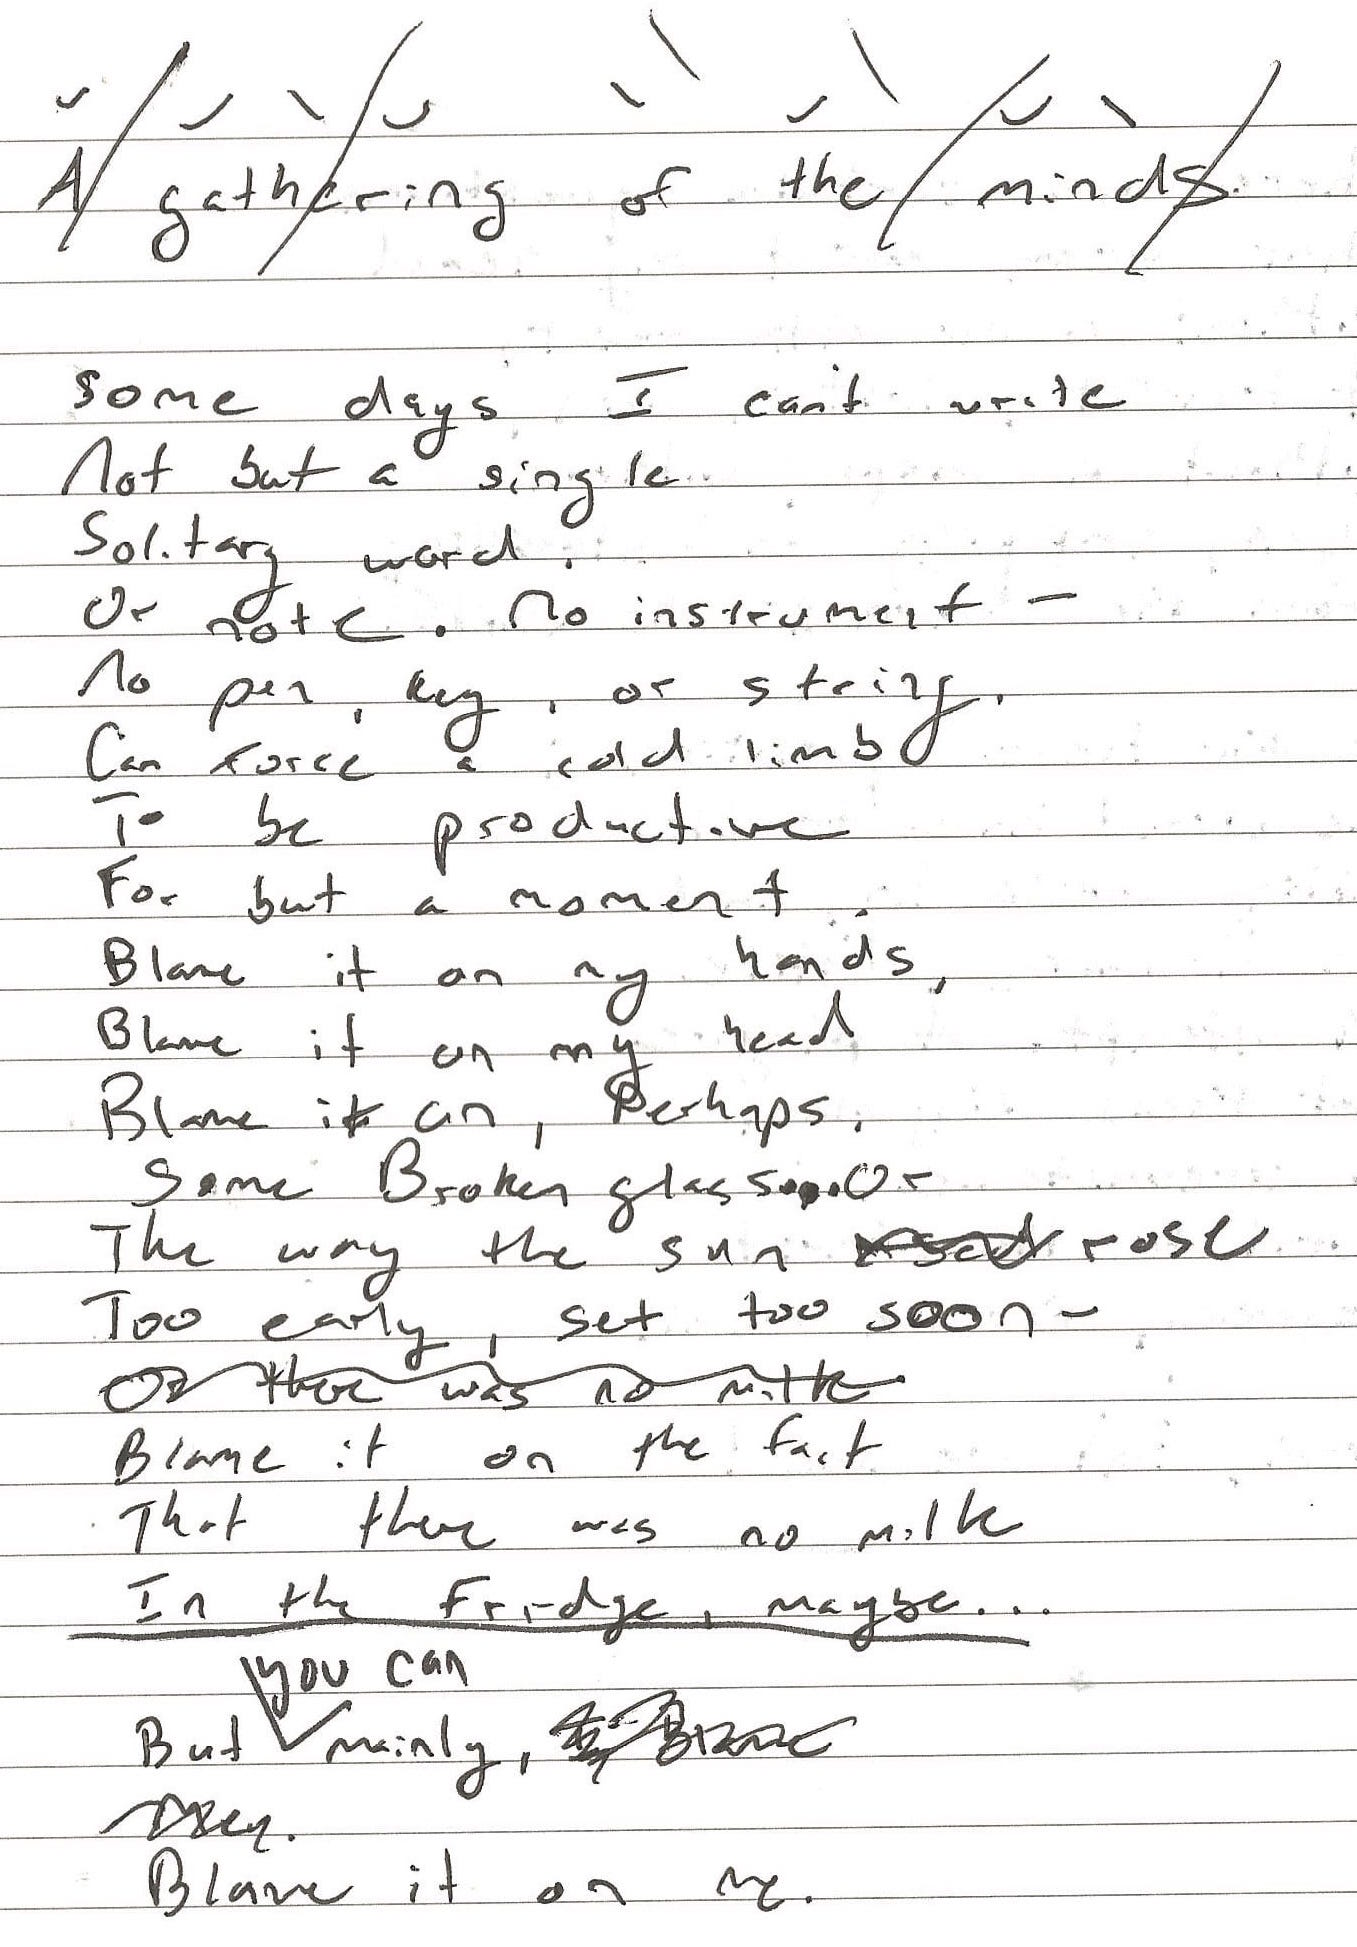 A gathering of the minds.
Some days I can't write
Not but a single
Solitary word.
Or note. No instrument -
No pen, key, or string,
Can force a cold limb
To be productive
For but a moment.
Blame it on my hands,
Blame it on my head
Blame it on, Perhaps,
Some Broken glass... Or
The way the sun rose
Too early, set too soon -
Or there was no milk
Blame it on the fact
That there was no milk
In the Fridge, maybe...
you can
But mainly, Blame
Blame it on me.